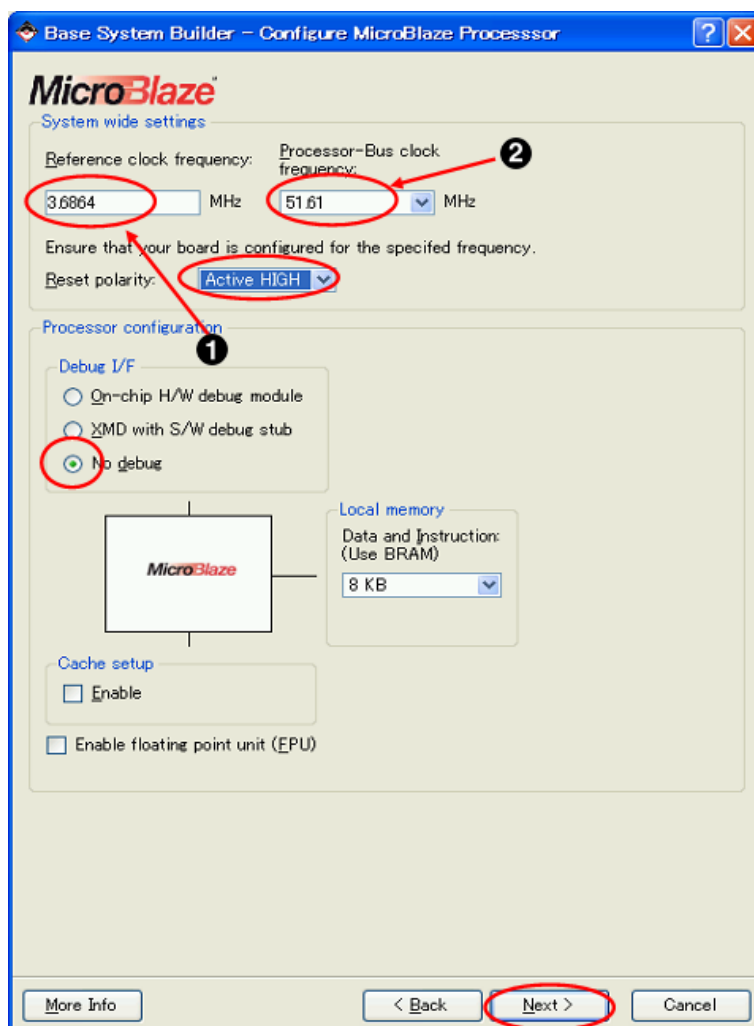 Base System Builder - Configure MicroBlaze Processsor
MicroBlaze
System wide settings
Reference clock frequency:
Processor-Bus clock
frequency:
3.6864 MHz
51.61 MHz
2
Ensure that your board is configured for the specifed frequency.
Reset polarity: Active HIGH
1
Processor configuration
Debug I/F
On-chip H/W debug module
XMD with S/W debug stub
No debug
MicroBlaze
Local memory
Data and Instruction:
(Use BRAM)
8 KB
Cache setup
Enable
Enable floating point unit (FPU)
More Info
< Back
Next >
Cancel